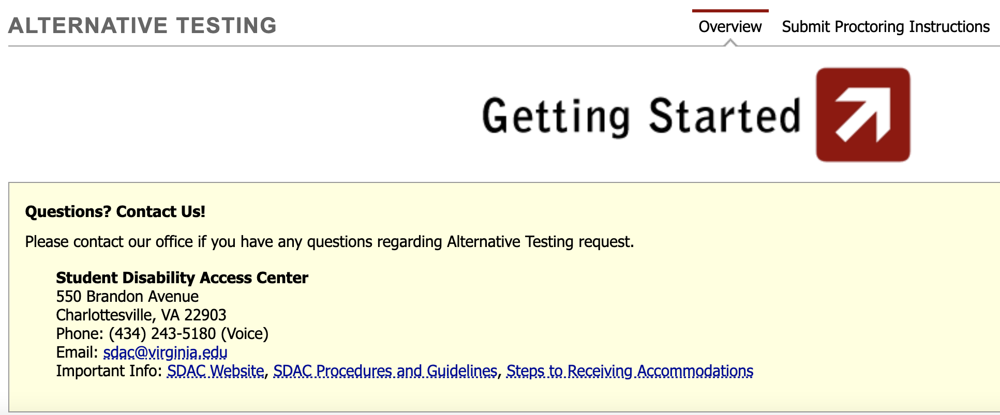 ALTERNATIVE TESTING
Overview
Submit Proctoring Instructions
Getting Started
Questions? Contact Us!
Please contact our office if you have any questions regarding Alternative Testing request.
Student Disability Access Center
550 Brandon Avenue
Charlottesville, VA 22903
Phone: (434) 243-5180 (Voice)
Email: sdac@virginia.edu
Important Info: SDAC Website, SDAC Procedures and Guidelines, Steps to Receiving Accommodations